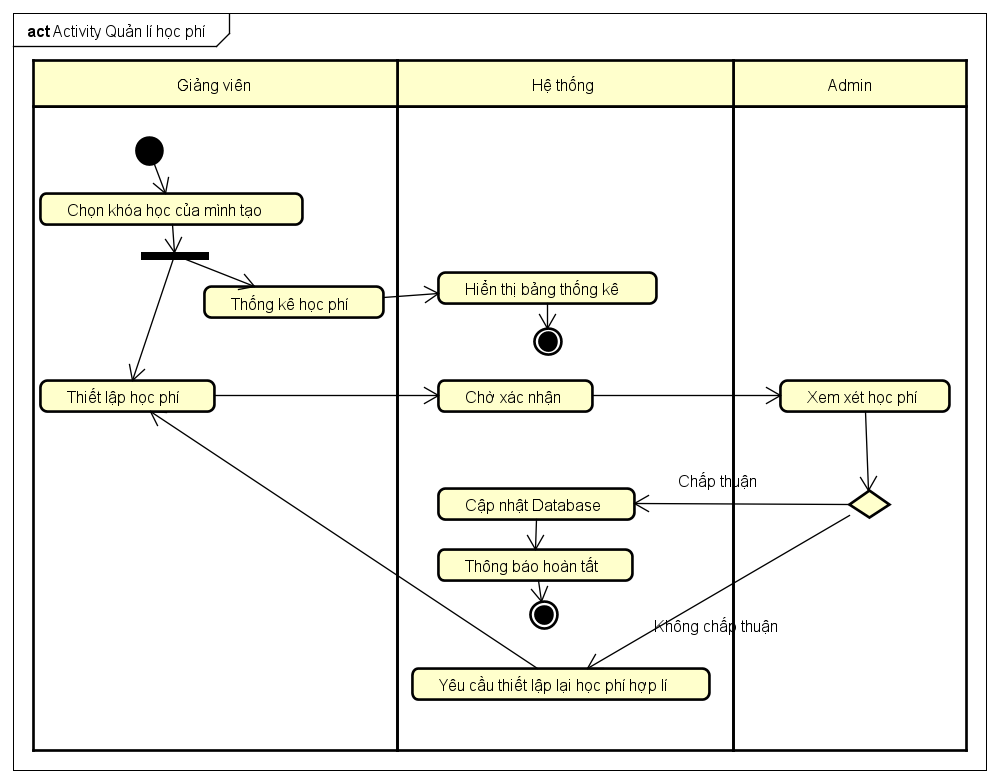 act Activity Quản lí học phí
Giảng viên
Hệ thống
Admin
Chọn khóa học của mình tạo
Thống kê học phí
Hiển thị bảng thống kê
Thiết lập học phí
Chờ xác nhận
Xem xét học phí
Chấp thuận
Cập nhật Database
Thông báo hoàn tất
Không chấp thuận
Yêu cầu thiết lập lại học phí hợp lí